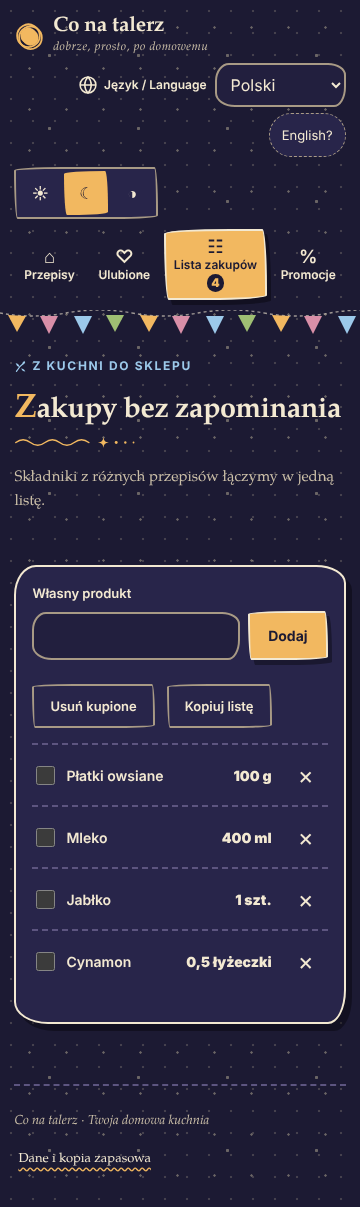 Co na talerz
dobrze, prosto, po domowemu
Język / Language
Polski
English?
Przepisy
Ulubione
Lista zakupów
4
% 
Promocje
Z KUCHNI DO SKLEPU
Zakupy bez zapominania
Składniki z różnych przepisów łączymy w jedną
listę.
Własny produkt
Dodaj
Usuń kupione
Kopiuj listę
Płatki owsiane 100 g ×
Mleko 400 ml ×
Jabłko 1 szt. ×
Cynamon 0,5 łyżeczki ×
Co na talerz · Twoja domowa kuchnia
Dane i kopia zapasowa